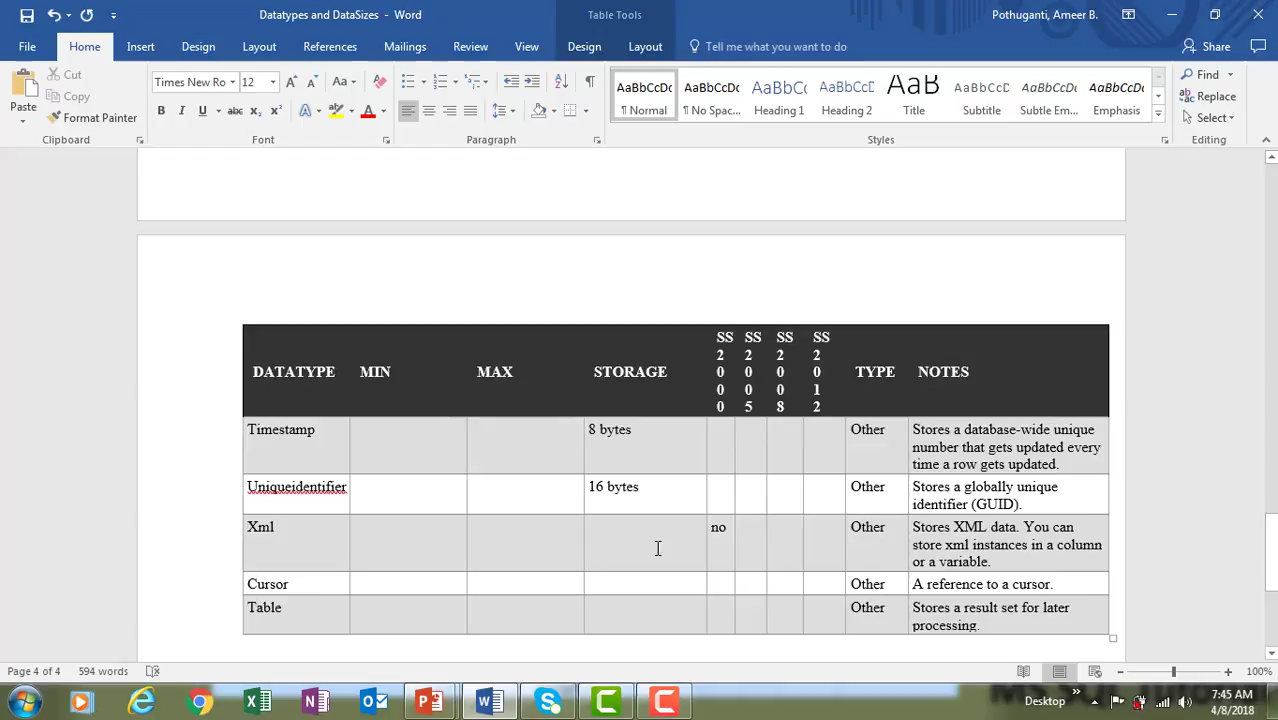 Datatypes and DataSizes - Word
Table Tools
Pothuganti, Ameer B.
File
Home
Insert
Design
Layout
References
Mailings
Review
View
Design
Layout
Tell me what you want to do
Share
Paste
Cut
Copy
Format Painter
Clipboard
Times New Ro
12
Font
Paragraph
AaBbCcDc
¶ Normal
AaBbCcDc
¶ No Spac...
AaBbC(
Heading 1
AaBbCcD
Heading 2
AaB
Title
AaBbCcD
Subtitle
AaBbCcDc
Subtle Em...
AaBbCcDc
Emphasis
Styles
Find
Replace
Select
Editing
DATATYPE MIN MAX STORAGE SS 2000 SS 2005 SS 2008 SS 2012 TYPE NOTES
Timestamp 8 bytes Other Stores a database-wide unique
number that gets updated every
time a row gets updated.
Uniqueidentifier 16 bytes Other Stores a globally unique
identifier (GUID).
Xml no Other Stores XML data. You can
store xml instances in a column
or a variable.
Cursor Other A reference to a cursor.
Table Other Stores a result set for later
processing.
Page 4 of 4
594 words
100%
Desktop
7:45 AM
4/8/2018